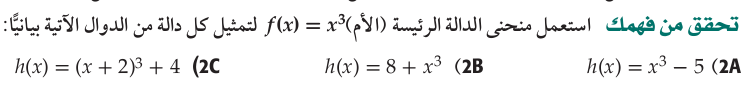 تحقق من فهمك استعمل منحنى الدالة الرئيسة (الأم) f(x) = x³ لتمثيل كل دالة من الدوال الآتية بيانيًّا:
h(x) = x³ − 5 (2A h(x) = 8 + x³ (2B h(x) = (x + 2)³ + 4 (2C